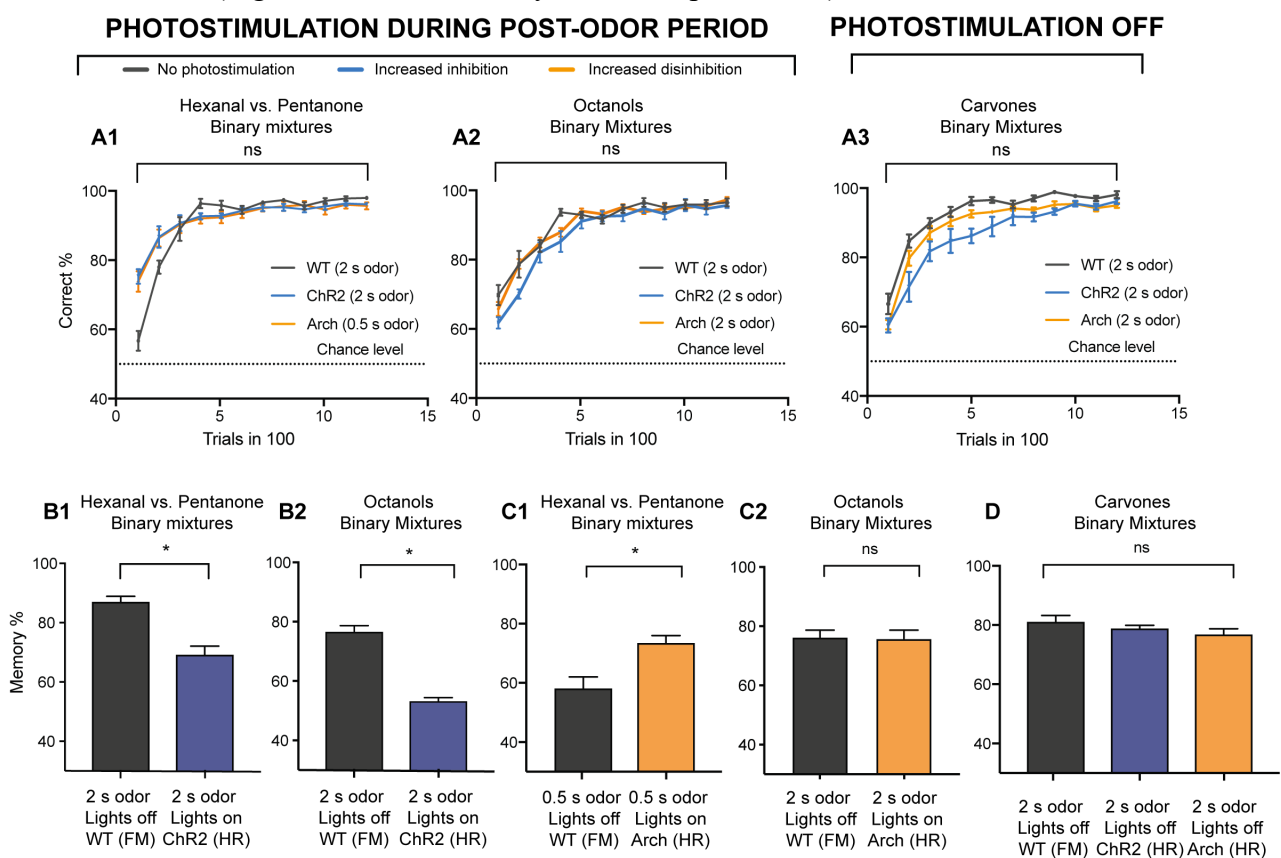 PHOTOSTIMULATION DURING POST-ODOR PERIOD
PHOTOSTIMULATION OFF
No photostimulation
Increased inhibition
Increased disinhibition
A1
Hexanal vs. Pentanone
Binary mixtures
ns
Correct %
100
80
60
40
0
5
10
15
Trials in 100
WT (2 s odor)
ChR2 (2 s odor)
Arch (0.5 s odor)
Chance level
A2
Octanols
Binary Mixtures
ns
100
80
60
40
0
5
10
15
Trials in 100
WT (2 s odor)
ChR2 (2 s odor)
Arch (2 s odor)
Chance level
A3
Carvones
Binary Mixtures
ns
100
80
60
40
0
5
10
15
Trials in 100
WT (2 s odor)
ChR2 (2 s odor)
Arch (2 s odor)
Chance level
B1
Hexanal vs. Pentanone
Binary mixtures
*
Memory %
100
80
60
40
2 s odor
Lights off
WT (FM)
2 s odor
Lights on
ChR2 (HR)
B2
Octanols
Binary Mixtures
*
100
80
60
40
2 s odor
Lights off
WT (FM)
2 s odor
Lights on
ChR2 (HR)
C1
Hexanal vs. Pentanone
Binary mixtures
*
100
80
60
40
0.5 s odor
Lights off
WT (FM)
0.5 s odor
Lights on
Arch (HR)
C2
Octanols
Binary Mixtures
ns
100
80
60
40
2 s odor
Lights off
WT (FM)
2 s odor
Lights on
Arch (HR)
D
Carvones
Binary Mixtures
ns
100
80
60
40
2 s odor
Lights off
WT (FM)
2 s odor
Lights off
ChR2 (HR)
2 s odor
Lights off
Arch (HR)